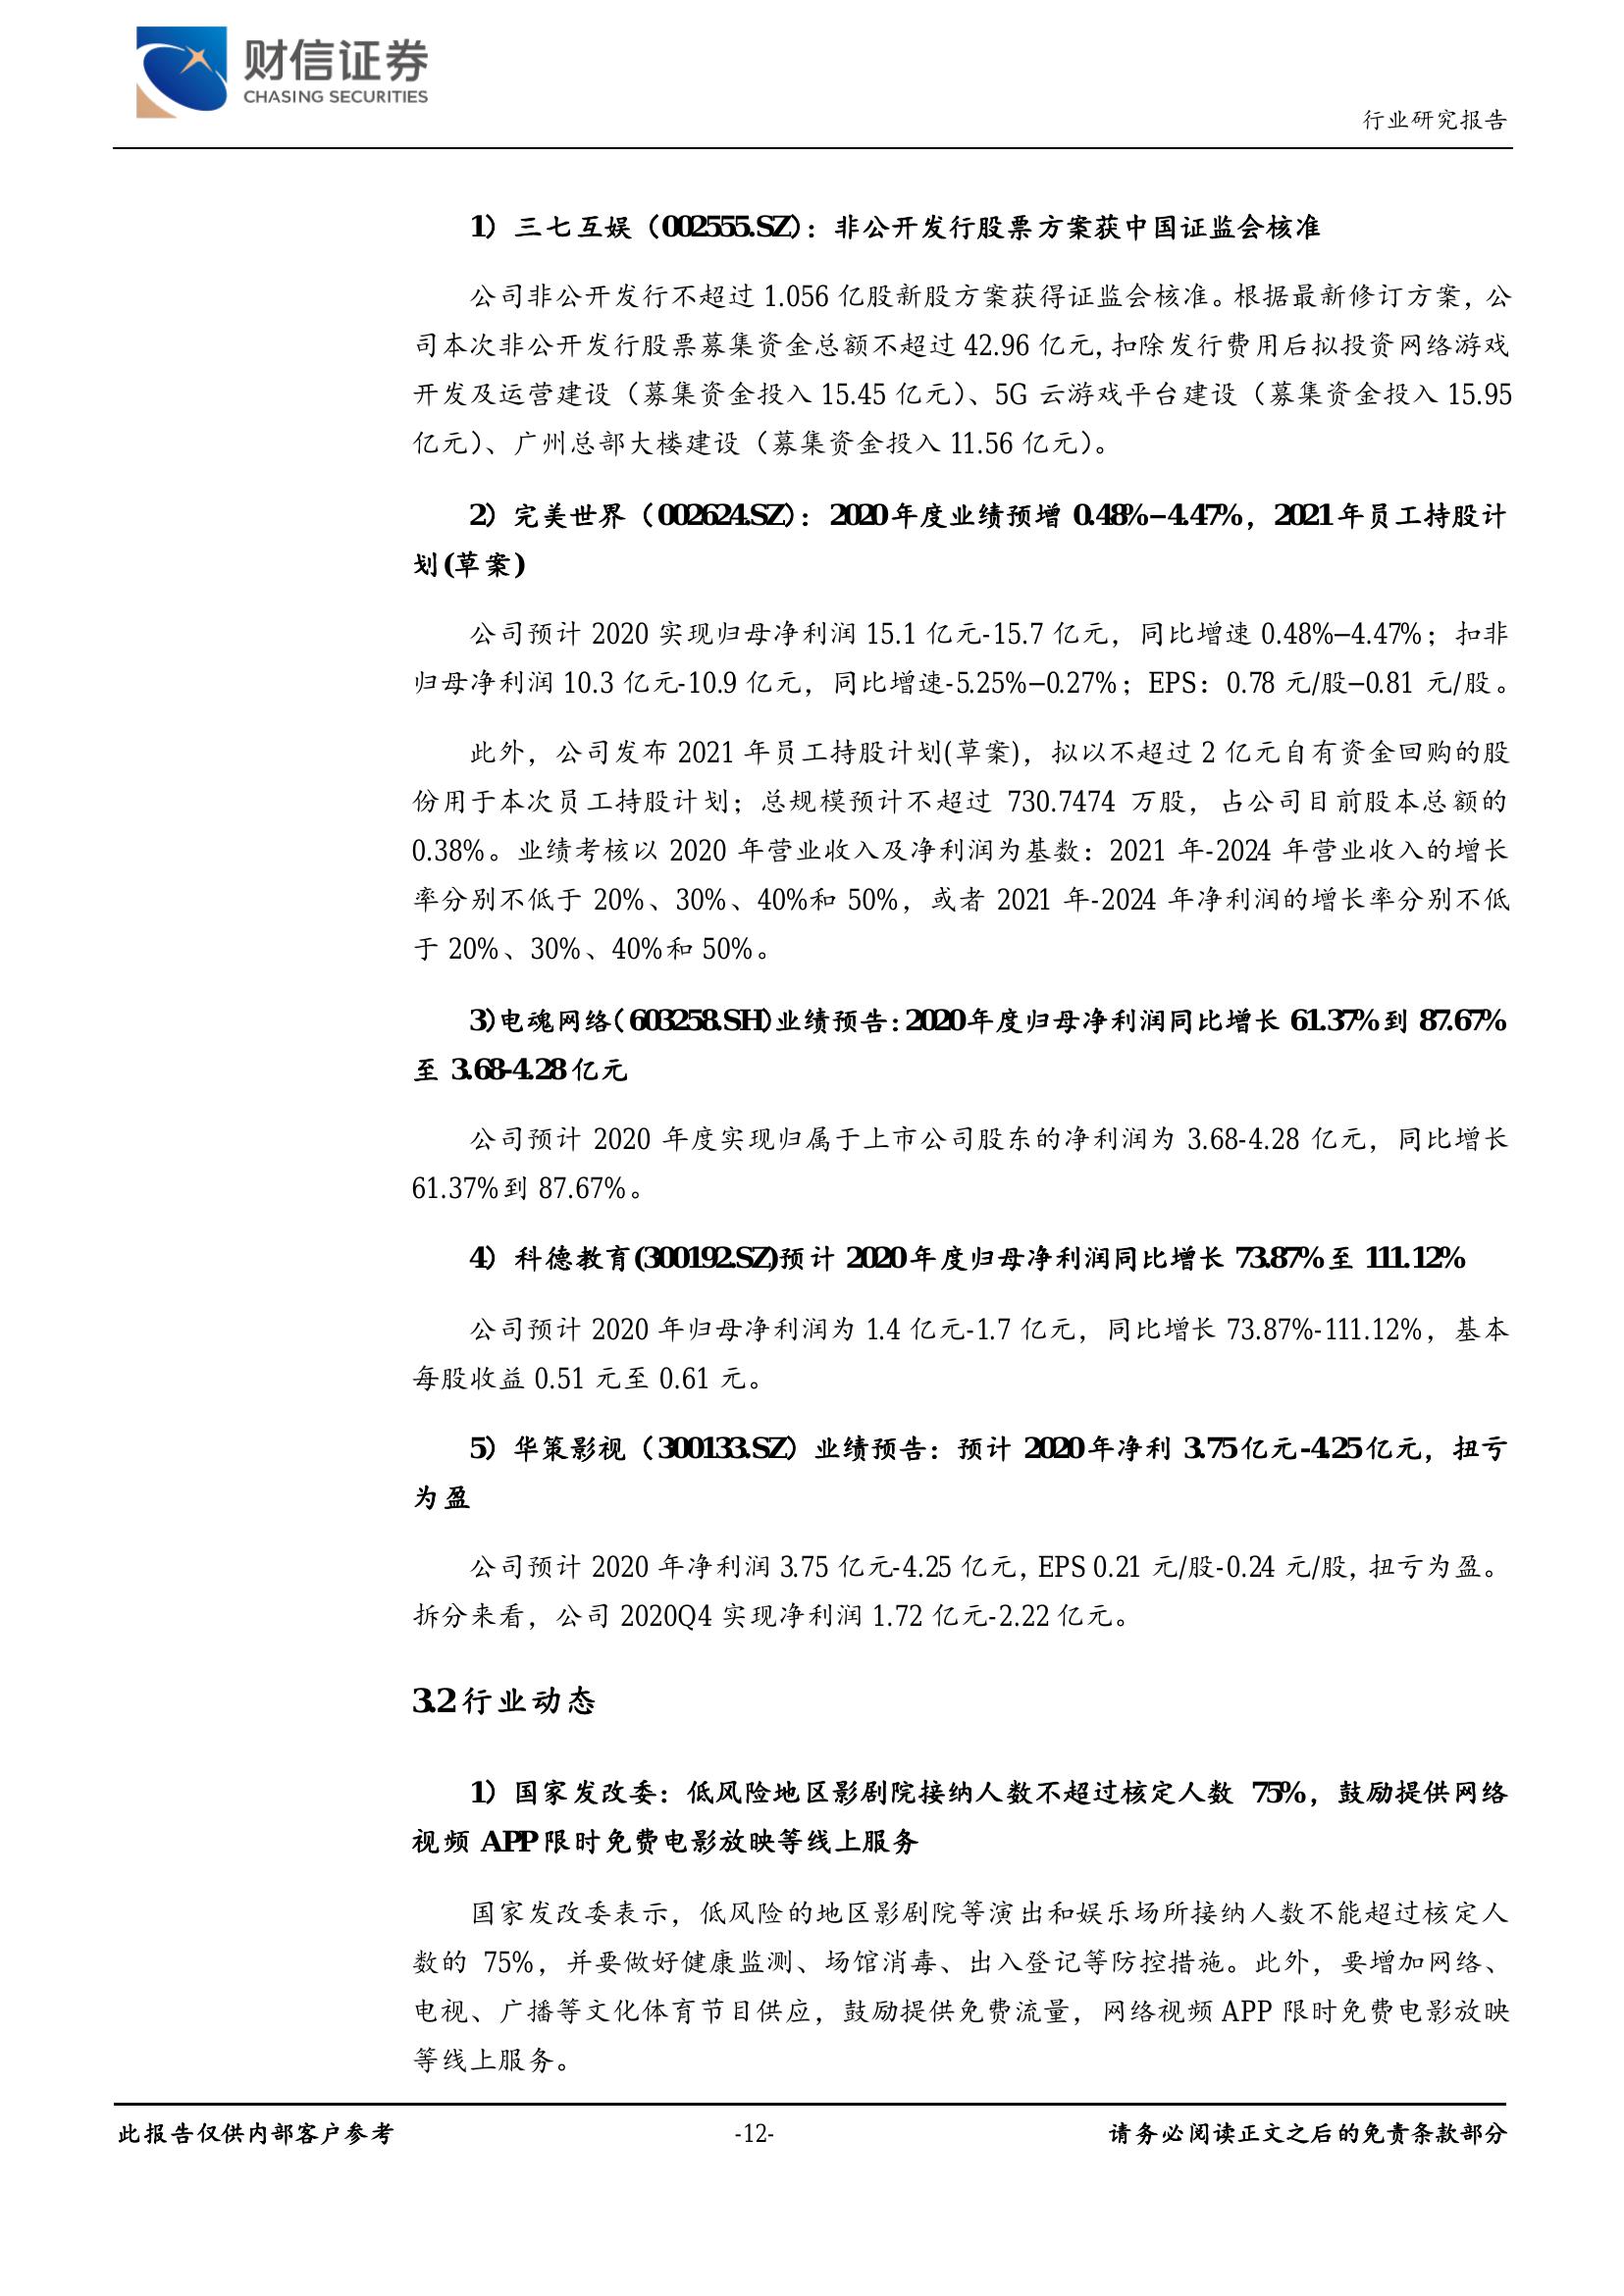 财信证券
CHASING SECURITIES
行业研究报告
1）三七互娱（002555.SZ）：非公开发行股票方案获中国证监会核准
公司非公开发行不超过 1.056 亿股新股方案获得证监会核准。根据最新修订方案，公
司本次非公开发行股票募集资金总额不超过 42.96 亿元，扣除发行费用后拟投资网络游戏
开发及运营建设（募集资金投入 15.45 亿元）、5G 云游戏平台建设（募集资金投入 15.95
亿元）、广州总部大楼建设（募集资金投入 11.56 亿元）。
2）完美世界（002624.SZ）：2020 年度业绩预增 0.48%–4.47%，2021 年员工持股计
划(草案)
公司预计 2020 实现归母净利润 15.1 亿元-15.7 亿元，同比增速 0.48%–4.47%；扣非
归母净利润 10.3 亿元-10.9 亿元，同比增速-5.25%–0.27%；EPS：0.78 元/股–0.81 元/股。
此外，公司发布 2021 年员工持股计划(草案)，拟以不超过 2 亿元自有资金回购的股
份用于本次员工持股计划；总规模预计不超过 730.7474 万股，占公司目前股本总额的
0.38%。业绩考核以 2020 年营业收入及净利润为基数：2021 年-2024 年营业收入的增长
率分别不低于 20%、30%、40%和 50%，或者 2021 年-2024 年净利润的增长率分别不低
于 20%、30%、40%和 50%。
3)电魂网络（603258.SH）业绩预告：2020 年度归母净利润同比增长 61.37%到 87.67%
至 3.68-4.28 亿元
公司预计 2020 年度实现归属于上市公司股东的净利润为 3.68-4.28 亿元，同比增长
61.37%到 87.67%。
4）科德教育(300192.SZ)预计 2020 年度归母净利润同比增长 73.87%至 111.12%
公司预计 2020 年归母净利润为 1.4 亿元-1.7 亿元，同比增长 73.87%-111.12%，基本
每股收益 0.51 元至 0.61 元。
5）华策影视（300133.SZ）业绩预告：预计 2020 年净利 3.75 亿元-4.25 亿元，扭亏
为盈
公司预计 2020 年净利润 3.75 亿元-4.25 亿元，EPS 0.21 元/股-0.24 元/股，扭亏为盈。
拆分来看，公司 2020Q4 实现净利润 1.72 亿元-2.22 亿元。
3.2 行业动态
1）国家发改委：低风险地区影剧院接纳人数不超过核定人数 75%，鼓励提供网络
视频 APP 限时免费电影放映等线上服务
国家发改委表示，低风险的地区影剧院等演出和娱乐场所接纳人数不能超过核定人
数的 75%，并要做好健康监测、场馆消毒、出入登记等防控措施。此外，要增加网络、
电视、广播等文化体育节目供应，鼓励提供免费流量，网络视频 APP 限时免费电影放映
等线上服务。
此报告仅供内部客户参考
-12-
请务必阅读正文之后的免责条款部分